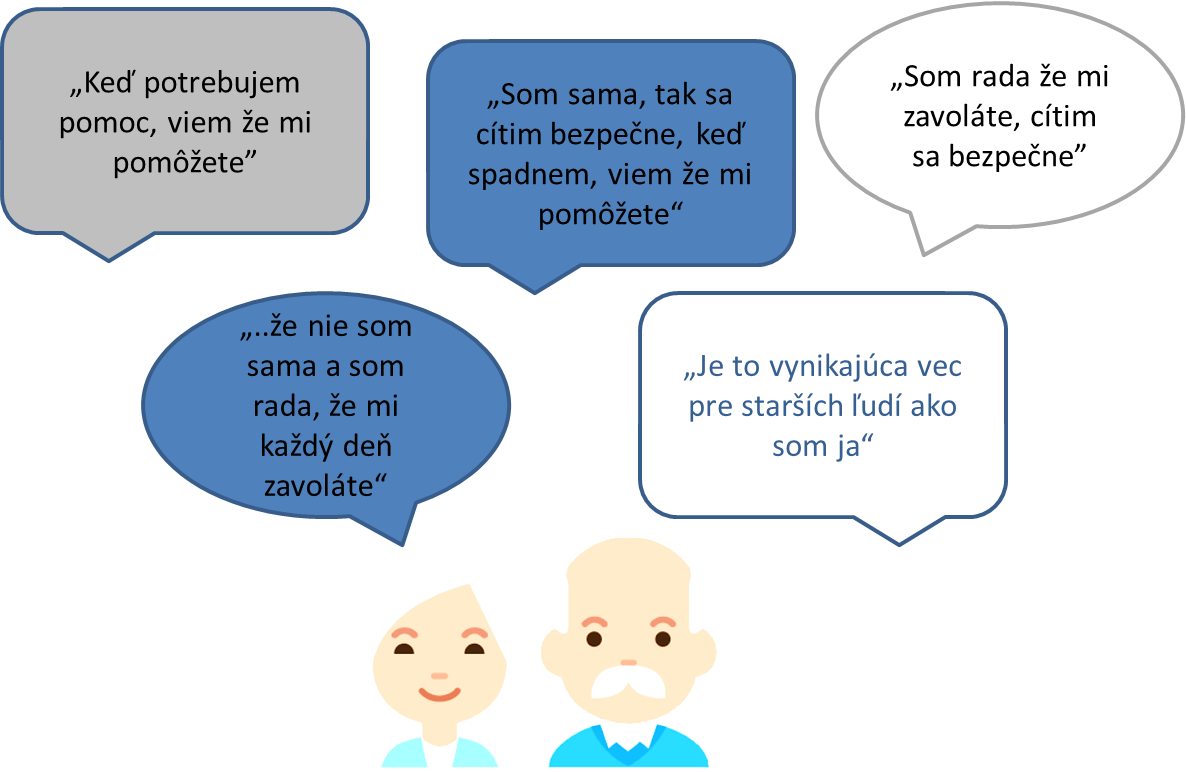 „Keď potrebujem
pomoc, viem že mi
pomôžete”
„Som sama, tak sa
cítim bezpečne, keď
spadnem, viem že mi
pomôžete“
„Som rada že mi
zavoláte, cítim
sa bezpečne”
„..že nie som
sama a som
rada, že mi
každý deň
zavoláte“
„Je to vynikajúca vec
pre starších ľudí ako
som ja“